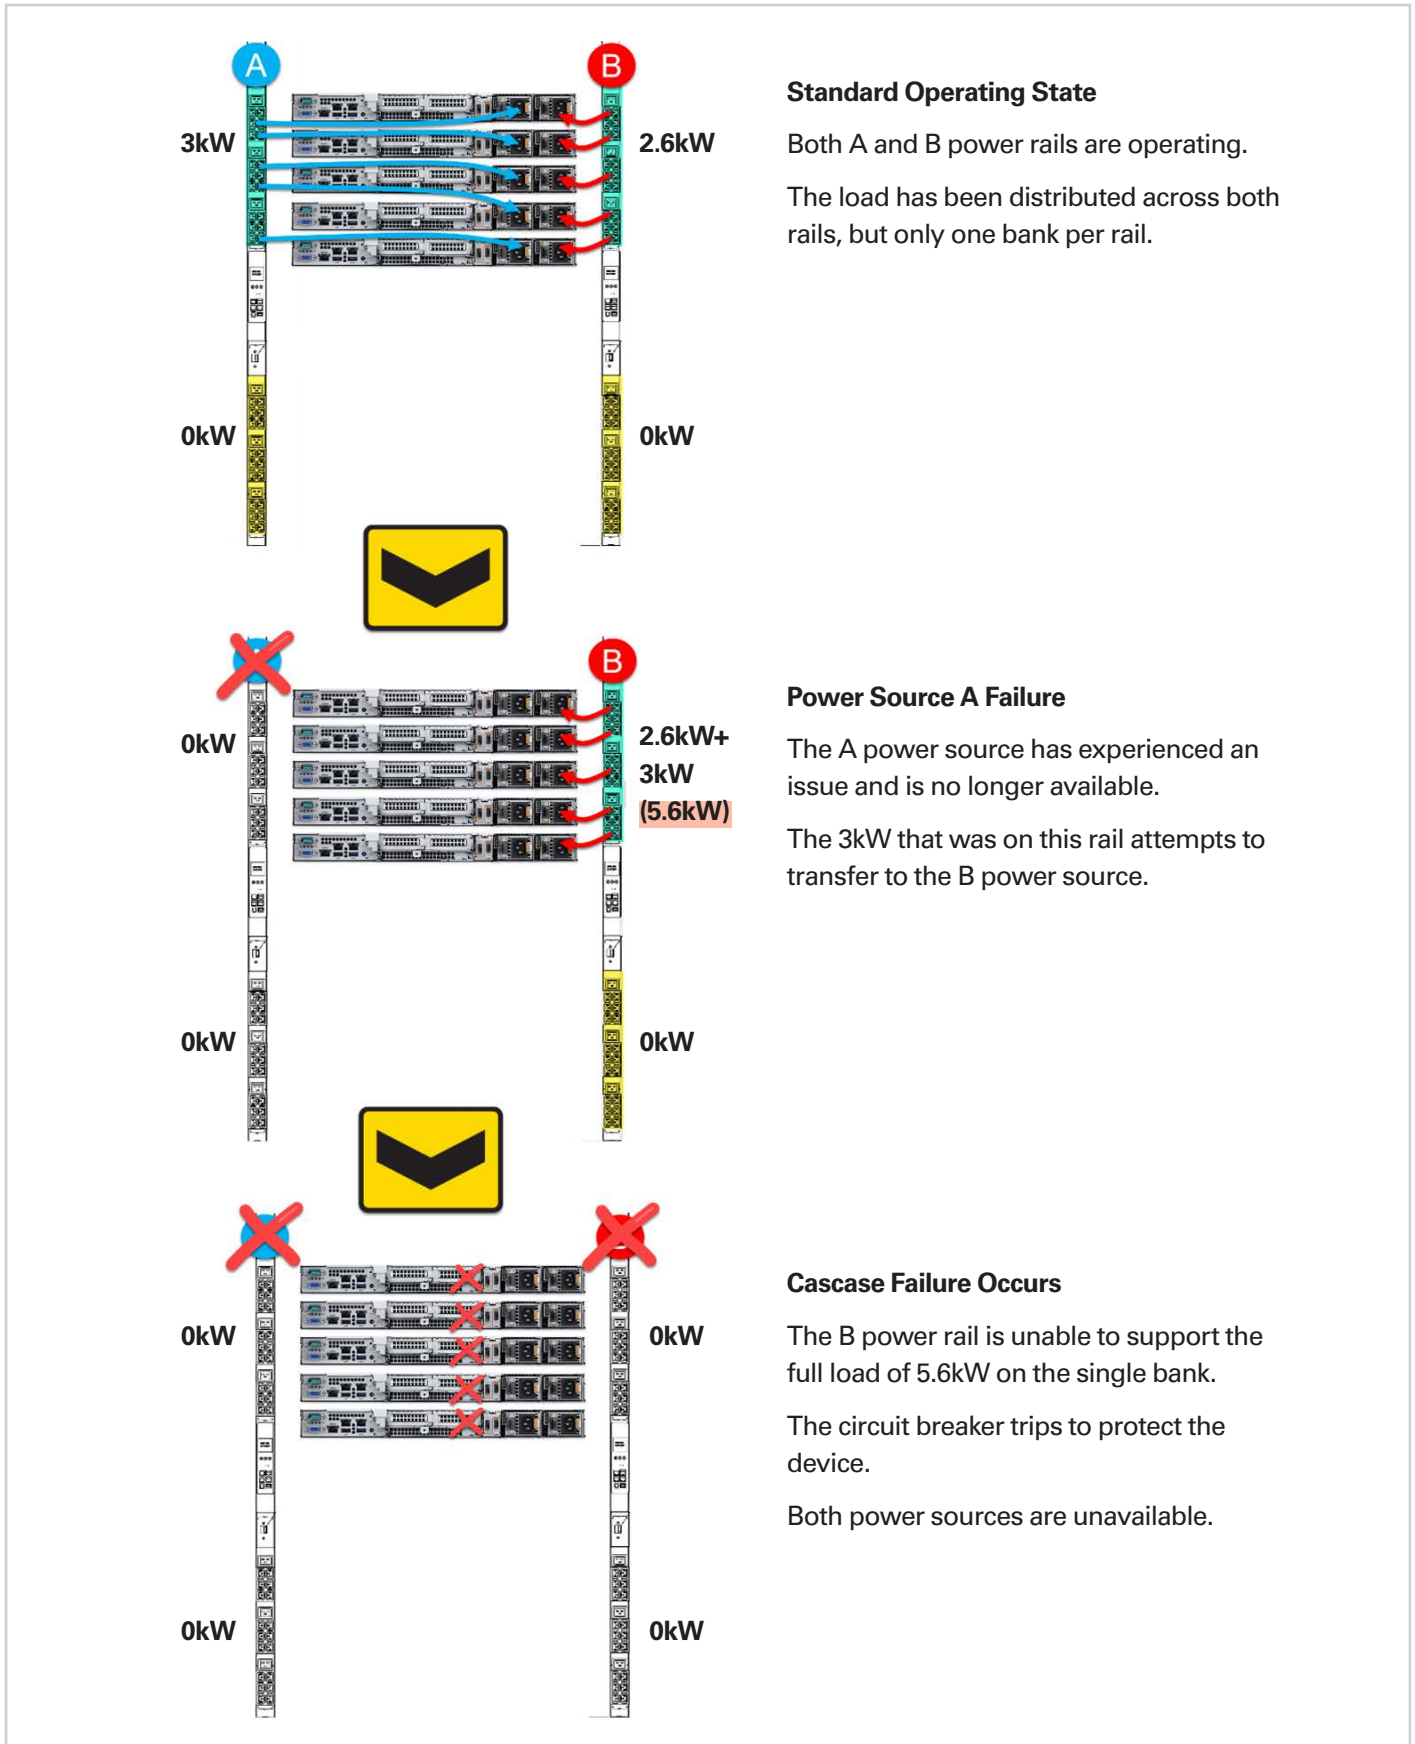 A
B
3kW
2.6kW
0kW
0kW
Standard Operating State
Both A and B power rails are operating.
The load has been distributed across both
rails, but only one bank per rail.
B
0kW
2.6kW+
3kW
(5.6kW)
0kW
0kW
Power Source A Failure
The A power source has experienced an
issue and is no longer available.
The 3kW that was on this rail attempts to
transfer to the B power source.
0kW
0kW
0kW
0kW
Cascase Failure Occurs
The B power rail is unable to support the
full load of 5.6kW on the single bank.
The circuit breaker trips to protect the
device.
Both power sources are unavailable.